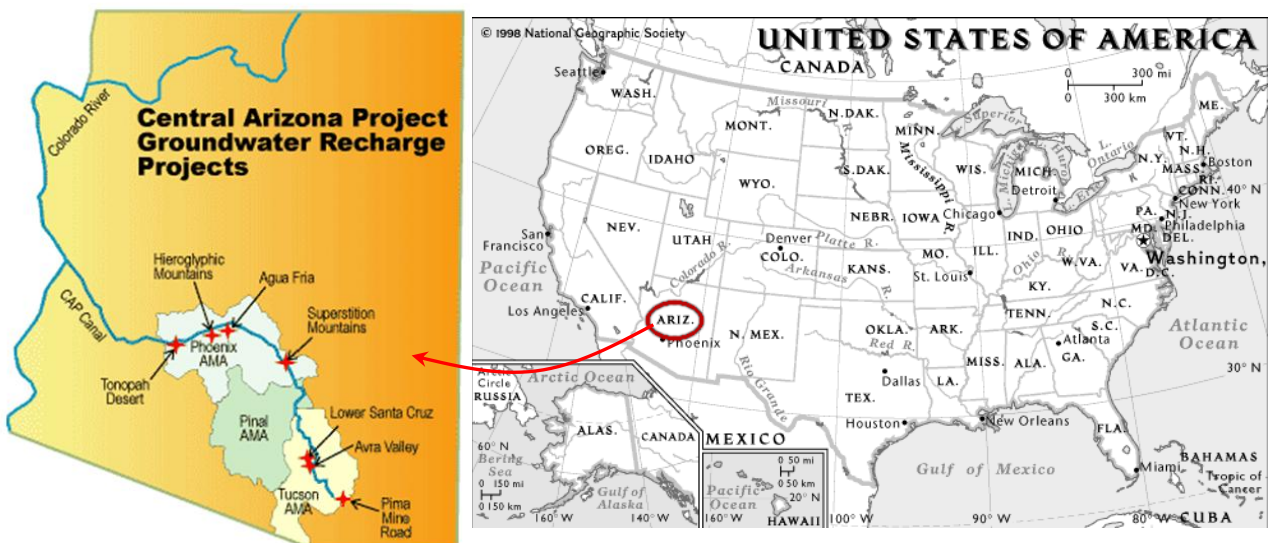 Central Arizona Project
Groundwater Recharge
Projects
Colorado River
CAP Canal
Hieroglyphic
Mountains
Agua Fria
Superstition
Mountains
Phoenix
AMA
Tonopah
Desert
Pinal
AMA
Lower Santa Cruz
Avra Valley
Tucson
AMA
Pima
Mine
Road
© 1998 National Geographic Society
UNITED STATES OF AMERICA
CANADA
0 300 mi
0 300 km
Seattle
WASH.
OREG.
IDAHO
MONT.
Missouri
R.
N.DAK.
S.DAK.
MINN.
Mississippi R.
WIS.
L. Superior
L. Michigan
MICH.
L. Huron
L. Ontario
L. Erie
Detroit
ME.
VT.
N.H.
N.Y.
MASS.
Boston
R.I.
CONN.
New York
40° N
PA.
N.J.
Philadelphia
MD.
DEL.
Washington,
D.C.
WYO.
NEBR.
IOWA
Chicago
ILL.
IND.
OHIO
W.VA.
VA.
NEV.
UTAH
San
Francisco
Pacific
Ocean
CALIF.
Los Angeles
Colorado R.
Denver
COLO.
Platte R.
Arkansas
R.
KANS.
MO.
St. Louis
Ohio
R.
KY.
TENN.
N.C.
S.C.
Atlanta
GA.
Atlantic
Ocean
30° N
ARIZ.
Phoenix
N. MEX.
OKLA.
Red R.
ARK.
MISS.
ALA.
LA.
Dallas
TEX.
Rio Grande
Houston
New Orleans
FLA.
Miami
MEXICO
Gulf of Mexico
BAHAMAS
Tropic of
Cancer
CUBA
Arctic
Circle
RUSSIA
Arctic Ocean
ALAS.
CANADA
60° N
Bering
Sea
0 150 mi
0 150 km
Gulf of
Alaska
160° W
140° W
0 50 mi
0 50 km
Pacific
Ocean
20° N
HAWAII
160° W
100° W
90° W
80° W